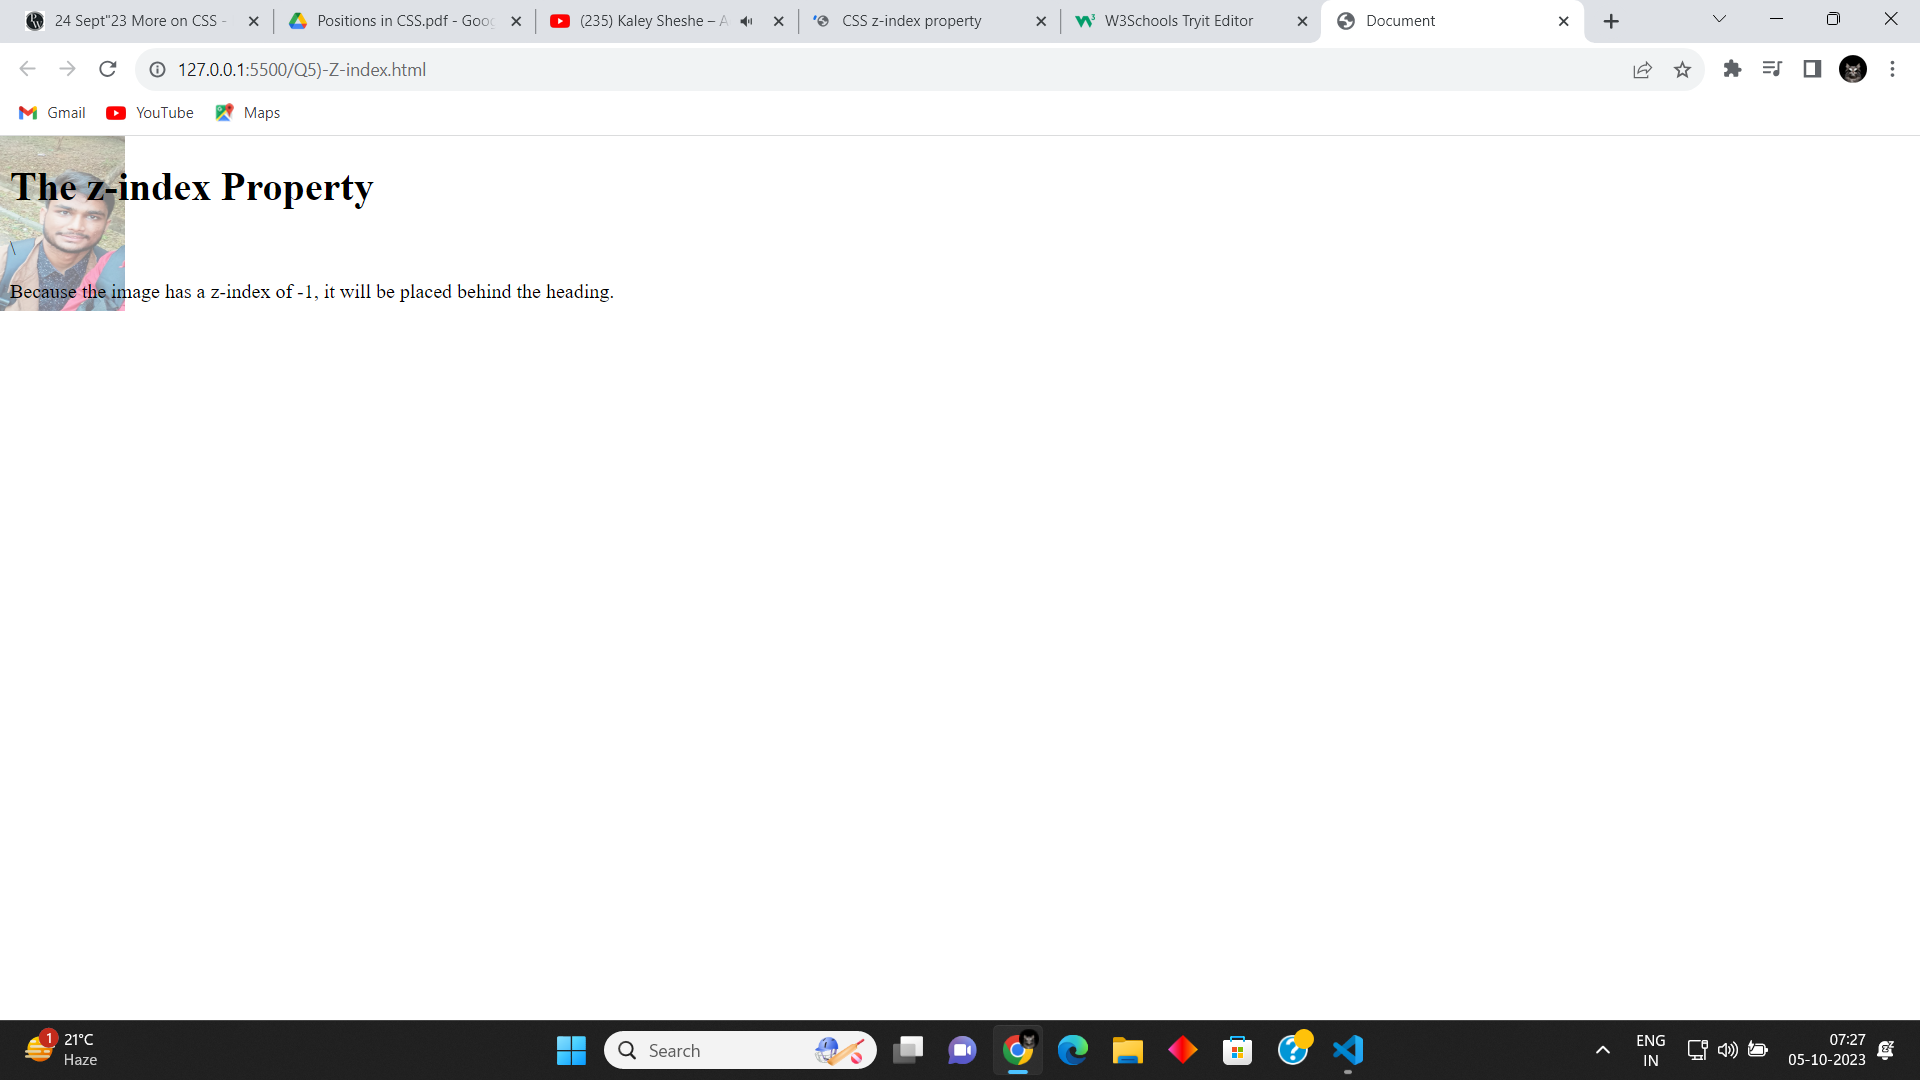 24 Sept"23 More on CSS -
Positions in CSS.pdf - Goog
(235) Kaley Sheshe – A
CSS z-index property
W3Schools Tryit Editor
Document
127.0.0.1:5500/Q5)-Z-index.html
Gmail
YouTube
Maps
The z-index Property
\
Because the image has a z-index of -1, it will be placed behind the heading.
1
21°C
Haze
Search
ENG
IN
07:27
05-10-2023